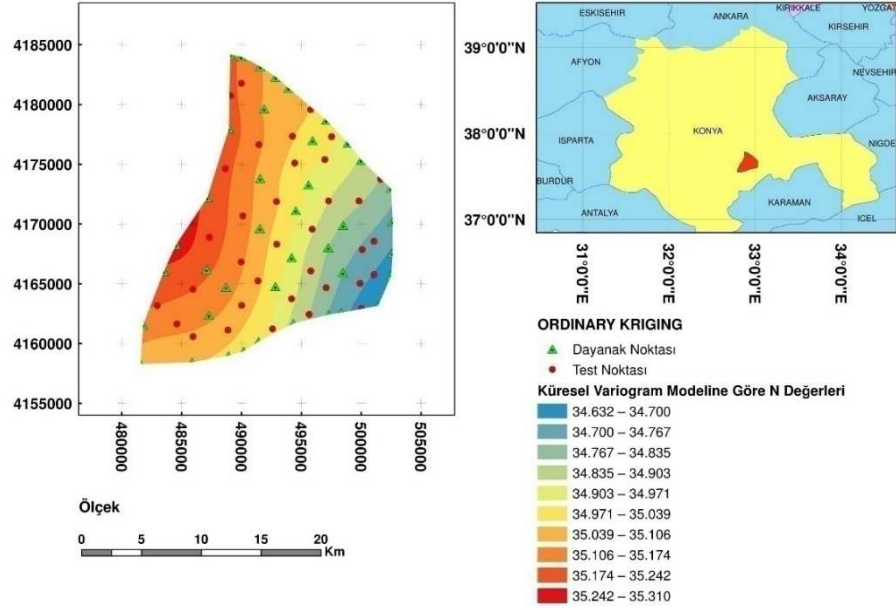 4185000
4180000
4175000
4170000
4165000
4160000
4155000
480000
485000
490000
495000
500000
505000
Ölçek
0 5 10 15 20
Km
ESKISEHIR
ANKARA
KIRIKKALE
YOZGAT
KIRSEHIR
AFYON
NEVSEHIR
AKSARAY
KONYA
ISPARTA
NIGDE
BURDUR
KARAMAN
ANTALYA
ICEL
39°0'0"N
38°0'0"N
37°0'0"N
31°0'0"E
32°0'0"E
33°0'0"E
34°0'0"E
ORDINARY KRIGING
Dayanak Noktası
Test Noktası
Küresel Variogram Modeline Göre N Değerleri
34.632 – 34.700
34.700 – 34.767
34.767 – 34.835
34.835 – 34.903
34.903 – 34.971
34.971 – 35.039
35.039 – 35.106
35.106 – 35.174
35.174 – 35.242
35.242 – 35.310